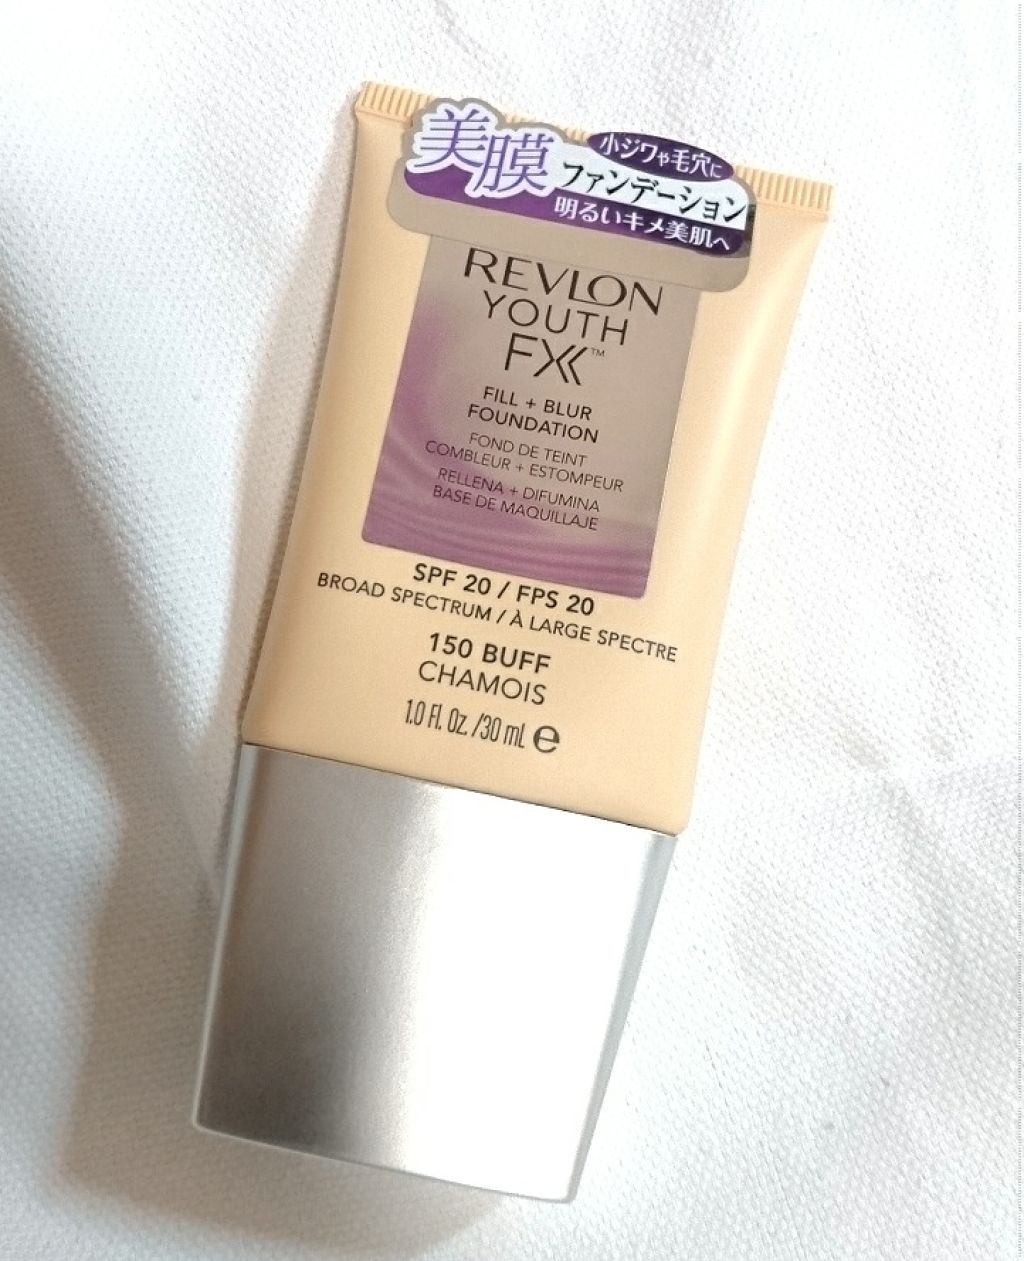 美膜
小ジワや毛穴に
ファンデーション
明るいキメ美肌へ
REVLON
YOUTH
FX™
FILL + BLUR
FOUNDATION
FOND DE TEINT
COMBLEUR + ESTOMPEUR
RELLENA + DIFUMINA
BASE DE MAQUILLAJE
SPF 20 / FPS 20
BROAD SPECTRUM / À LARGE SPECTRE
150 BUFF
CHAMOIS
1.0 Fl. Oz. /30 mL ℮